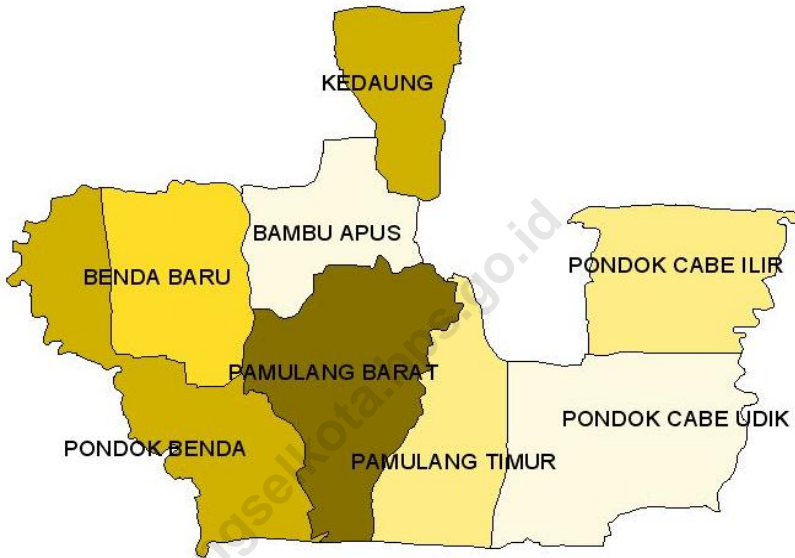 KEDAUNG
BAMBU APUS
PONDOK CABE ILIR
BENDA BARU
PAMULANG BARAT
PONDOK CABE UDIK
PONDOK BENDA
PAMULANG TIMUR
ngselkota.bps.go.id